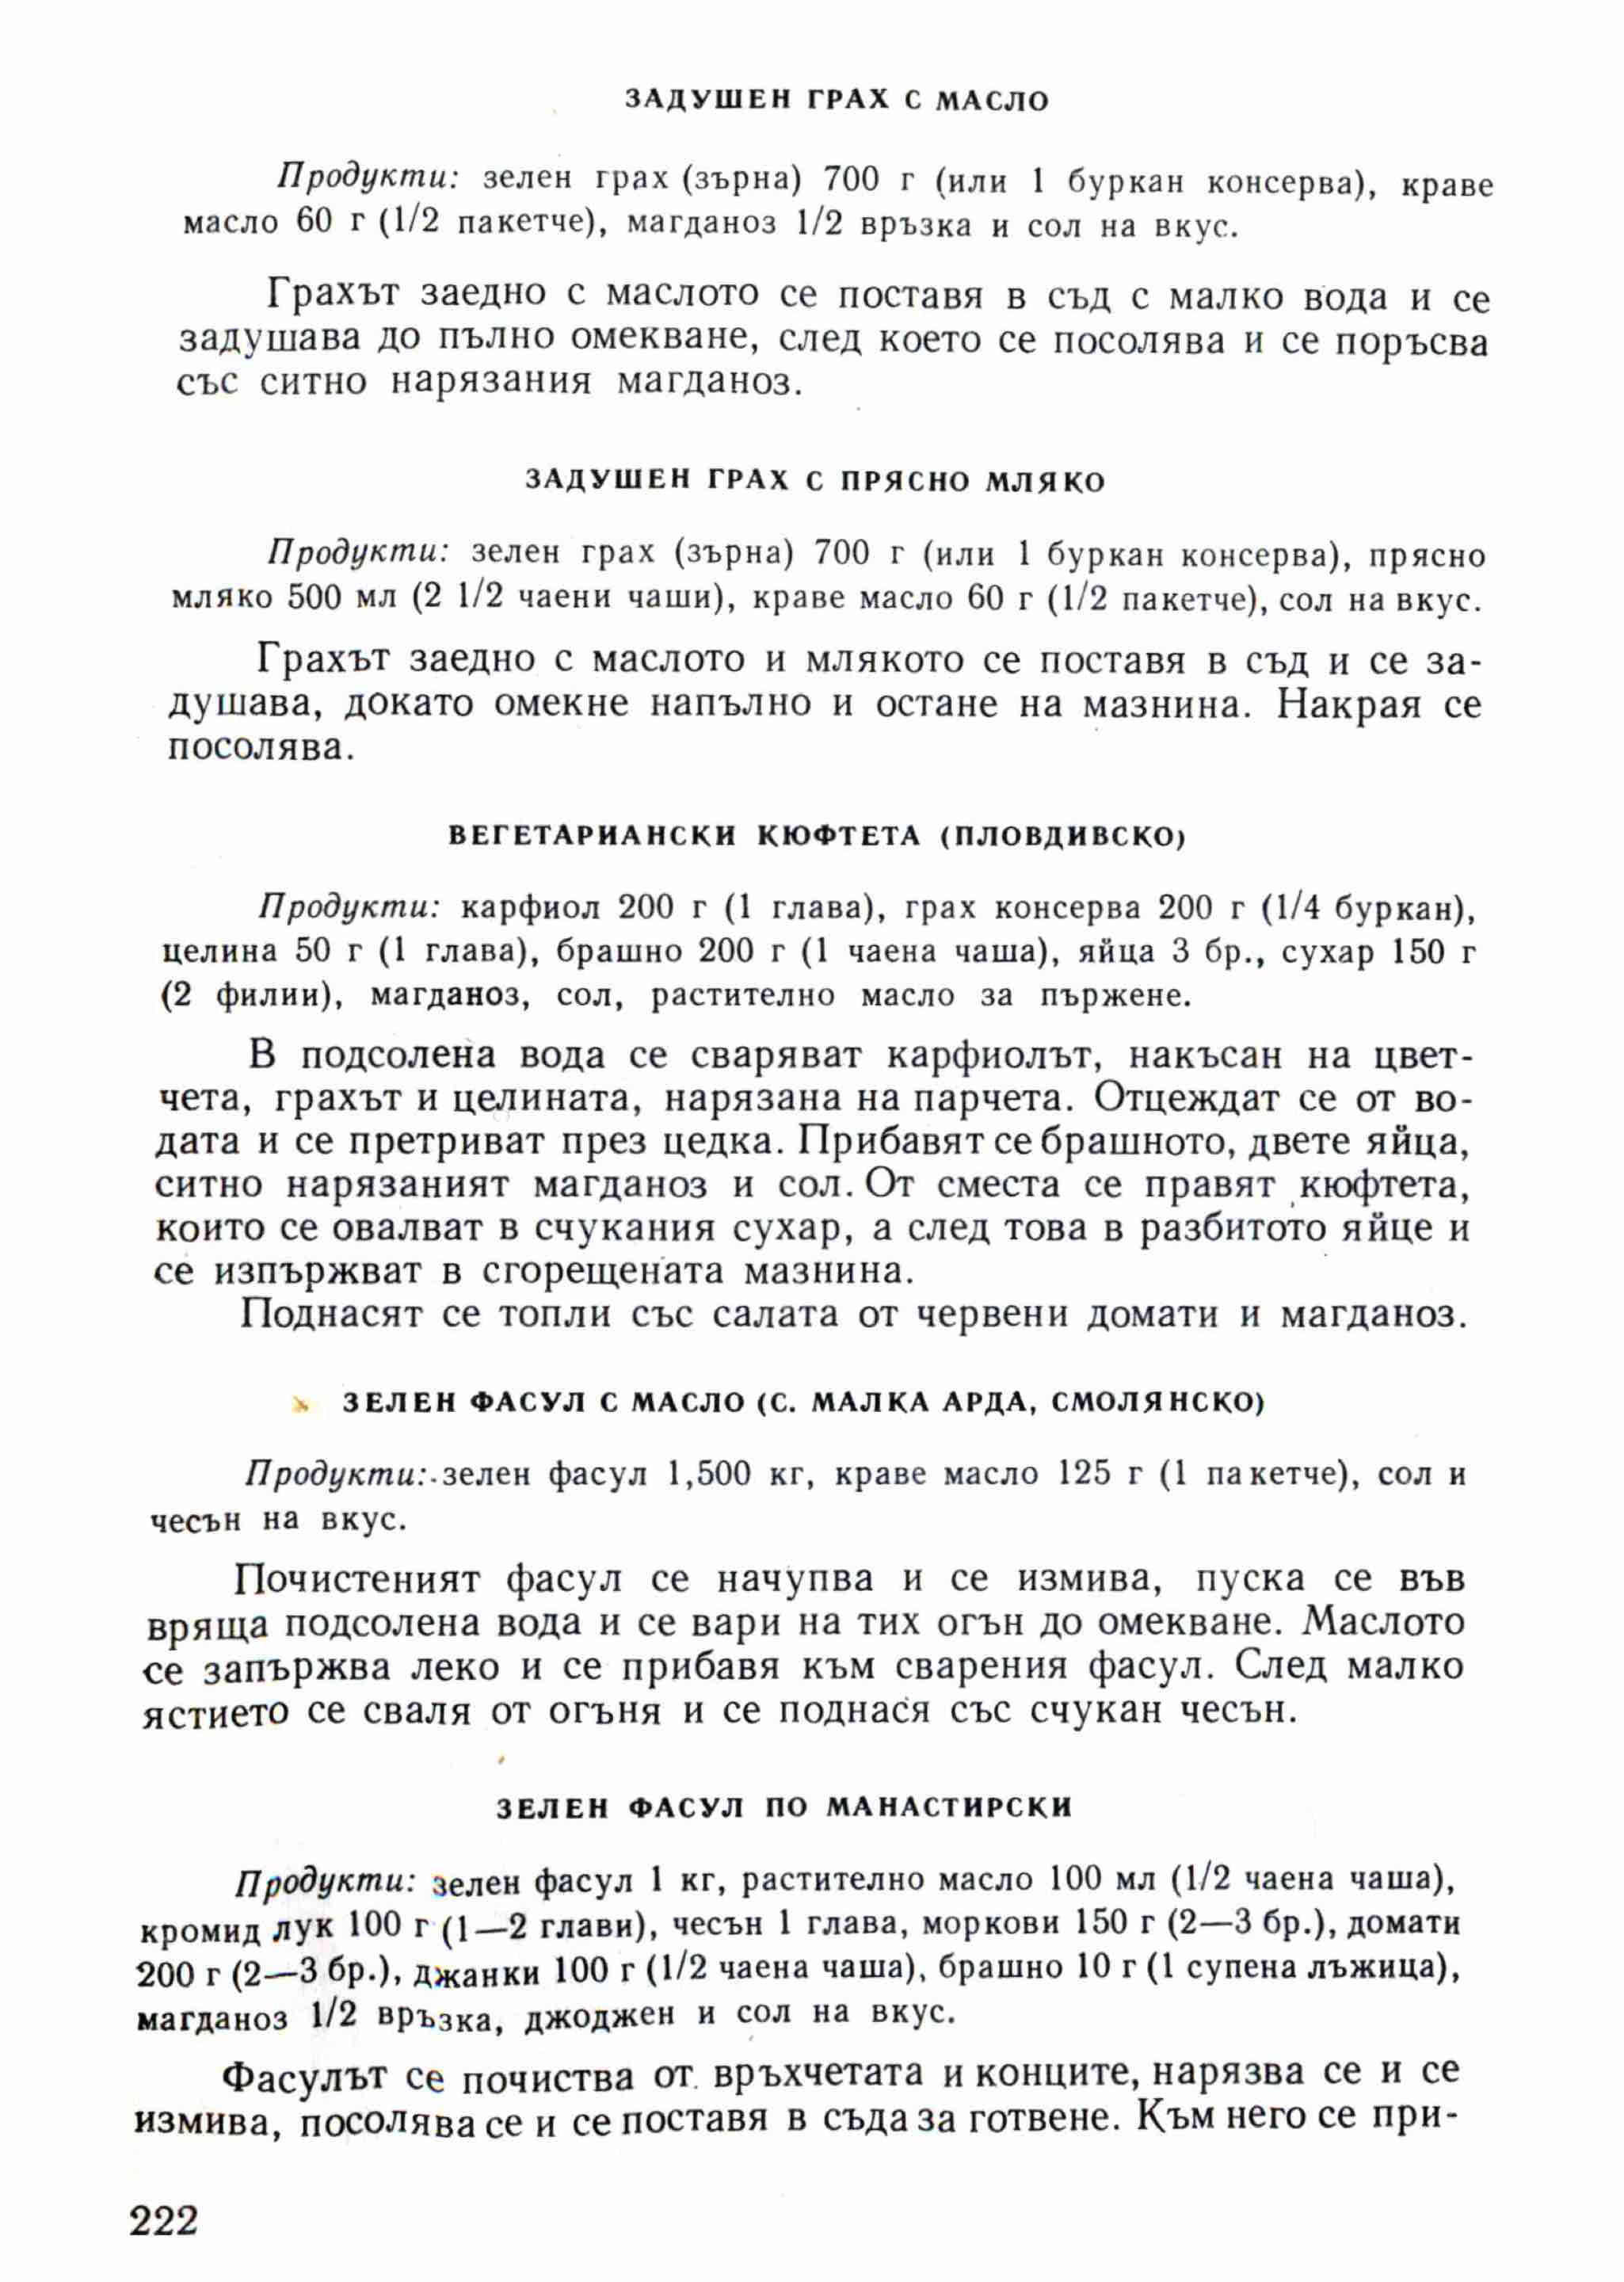 ЗАДУШЕН ГРАХ С МАСЛО
Продукти: зелен грах (зърна) 700 г (или 1 буркан консерва), краве
масло 60 г (1/2 пакетче), магданоз 1/2 връзка и сол на вкус.
Грахът заедно с маслото се поставя в съд с малко вода и се
задушава до пълно омекване, след което се посолява и се поръсва
със ситно нарязания магданоз.
ЗАДУШЕН ГРАХ С ПРЯСНО МЛЯКО
Продукти: зелен грах (зърна) 700 г (или 1 буркан консерва), прясно
мляко 500 мл (2 1/2 чаени чаши), краве масло 60 г (1/2 пакетче), сол на вкус.
Грахът заедно с маслото и млякото се поставя в съд и се за-
душава, докато омекне напълно и остане на мазнина. Накрая се
посолява.
ВЕГЕТАРИАНСКИ КЮФТЕТА (ПЛОВДИВСКО)
Продукти: карфиол 200 г (1 глава), грах консерва 200 г (1/4 буркан),
целина 50 г (1 глава), брашно 200 г (1 чаена чаша), яйца 3 бр., сухар 150 г
(2 филии), магданоз, сол, растително масло за пържене.
В подсолена вода се сваряват карфиолът, накъсан на цвет-
чета, грахът и целината, нарязана на парчета. Отцеждат се от во-
дата и се претриват през цедка. Прибавят се брашното, двете яйца,
ситно нарязаният магданоз и сол. От сместа се правят кюфтета,
които се овалват в счукания сухар, а след това в разбитото яйце и
се изпържват в сгорещената мазнина.
Поднасят се топли със салата от червени домати и магданоз.
ЗЕЛЕН ФАСУЛ С МАСЛО (С. МАЛКА АРДА, СМОЛЯНСКО)
Продукти: зелен фасул 1,500 кг, краве масло 125 г (1 пакетче), сол и
чесън на вкус.
Почистеният фасул се начупва и се измива, пуска се във
вряща подсолена вода и се вари на тих огън до омекване. Маслото
се запържва леко и се прибавя към сварения фасул. След малко
ястието се сваля от огъня и се поднася със счукан чесън.
ЗЕЛЕН ФАСУЛ ПО МАНАСТИРСКИ
Продукти: зелен фасул 1 кг, растително масло 100 мл (1/2 чаена чаша),
кромид лук 100 г (1—2 глави), чесън 1 глава, моркови 150 г (2—3 бр.), домати
200 г (2—3 бр.), джанки 100 г (1/2 чаена чаша), брашно 10 г (1 супена лъжица),
магданоз 1/2 връзка, джоджен и сол на вкус.
Фасулът се почиства от връхчетата и конците, нарязва се и се
измива, посолява се и се поставя в съда за готвене. Към него се при-
222